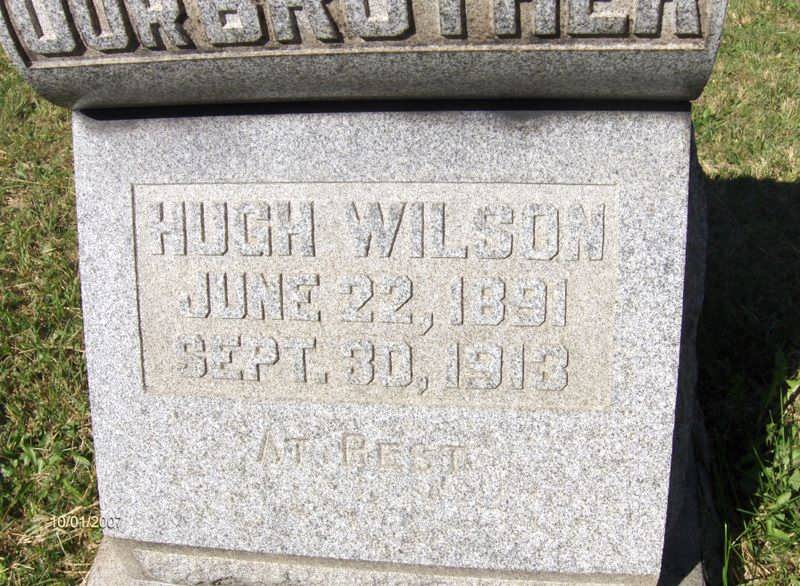 OUR BROTHER
HUGH WILSON
JUNE 22, 1891
SEPT. 30, 1913
AT REST
10/01/2007